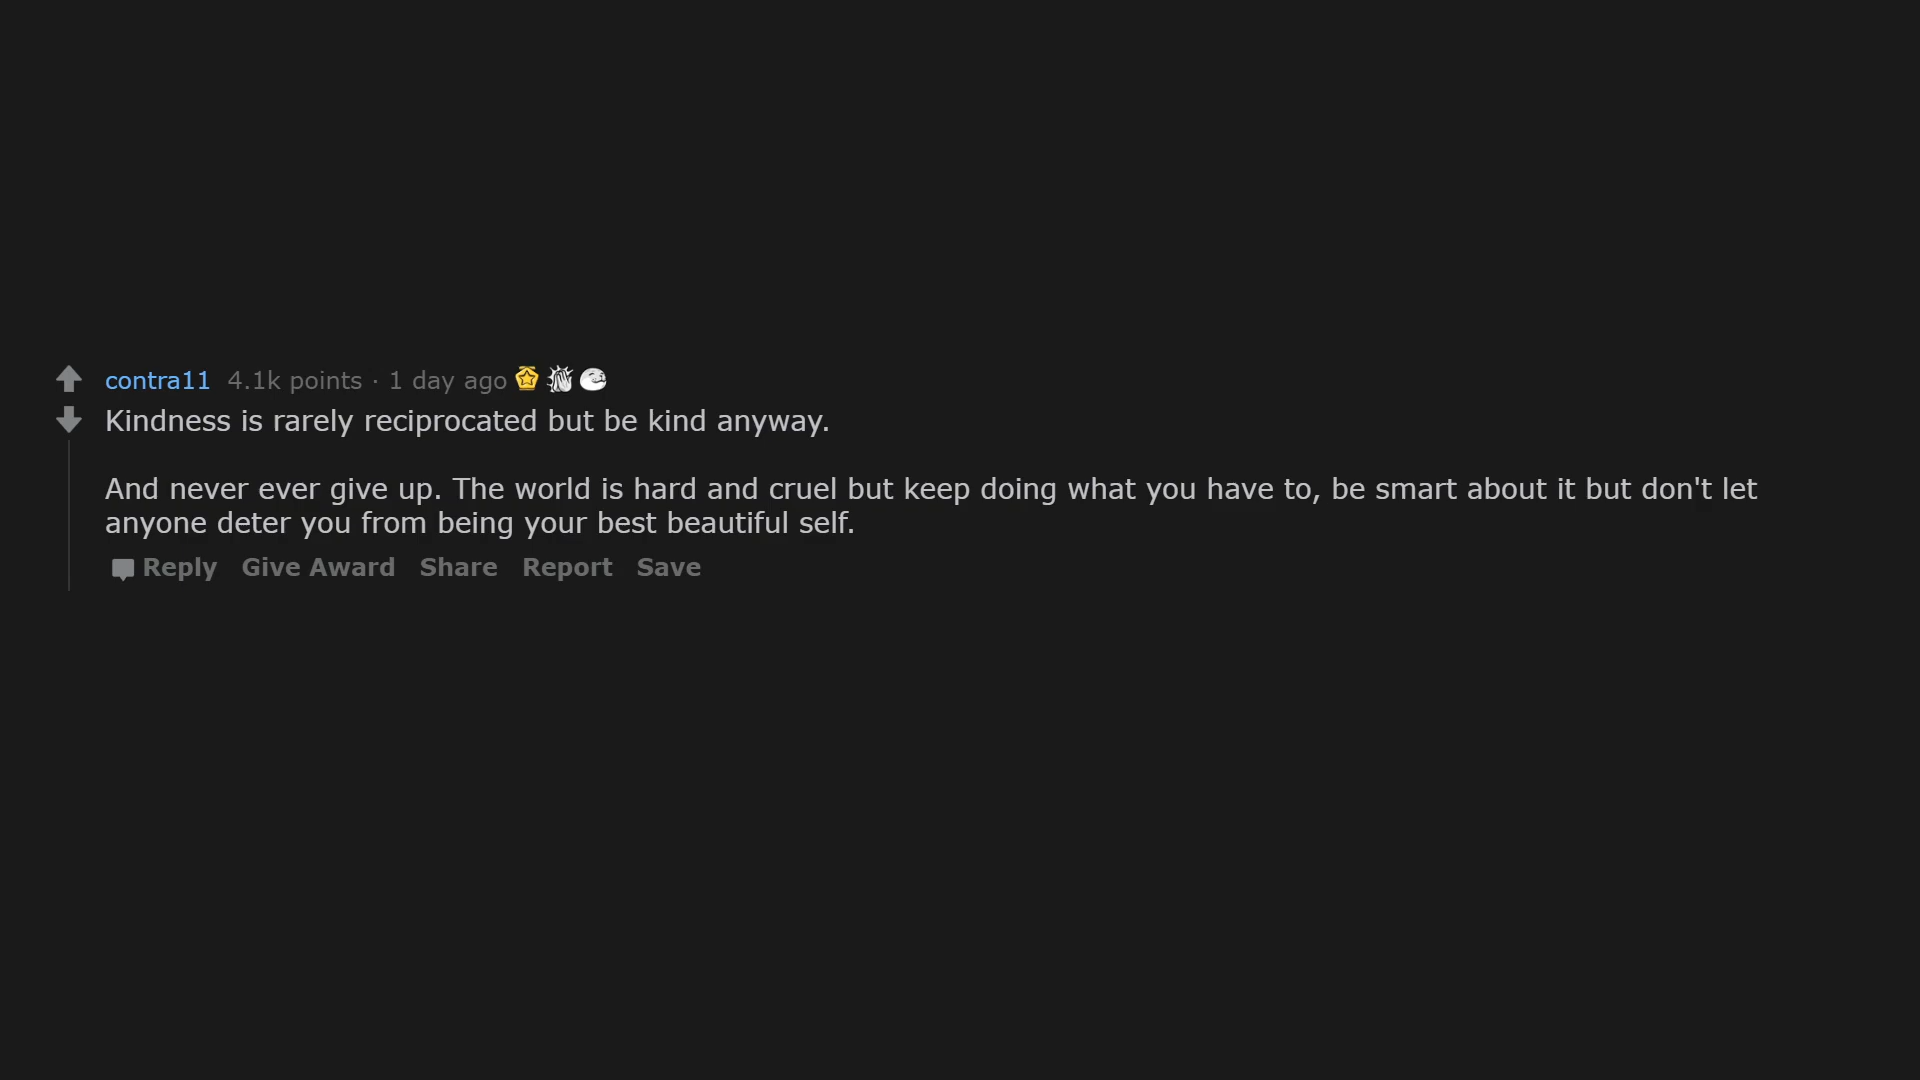 contra11 4.1k points · 1 day ago
Kindness is rarely reciprocated but be kind anyway.
And never ever give up. The world is hard and cruel but keep doing what you have to, be smart about it but don't let
anyone deter you from being your best beautiful self.
Reply Give Award Share Report Save